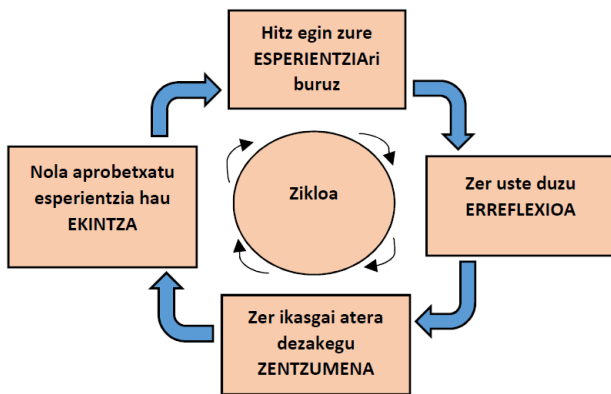 Hitz egin zure
ESPERIENTZIAri
buruz
Zer uste duzu
ERREFLEXIOA
Zer ikasgai atera
dezakegu
ZENTZUMENA
Nola aprobetxatu
esperientzia hau
EKINTZA
Zikloa